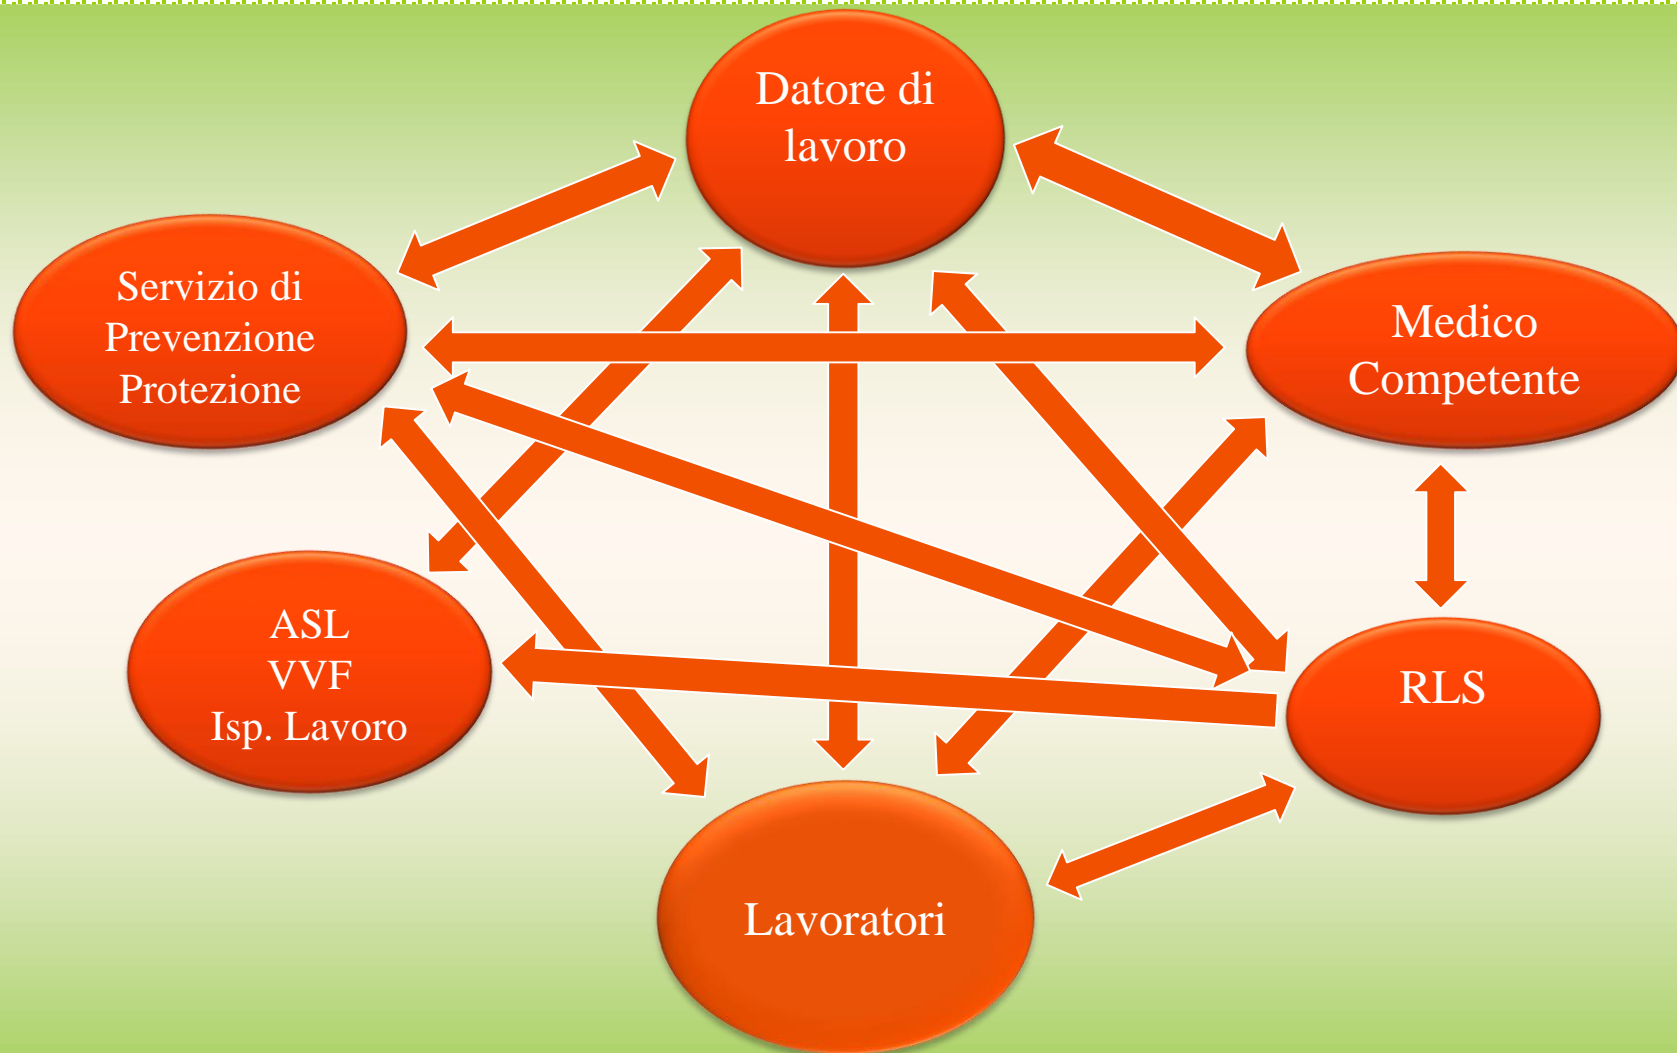 Datore di
lavoro
Servizio di
Prevenzione
Protezione
Medico
Competente
ASL
VVF
Isp. Lavoro
RLS
Lavoratori